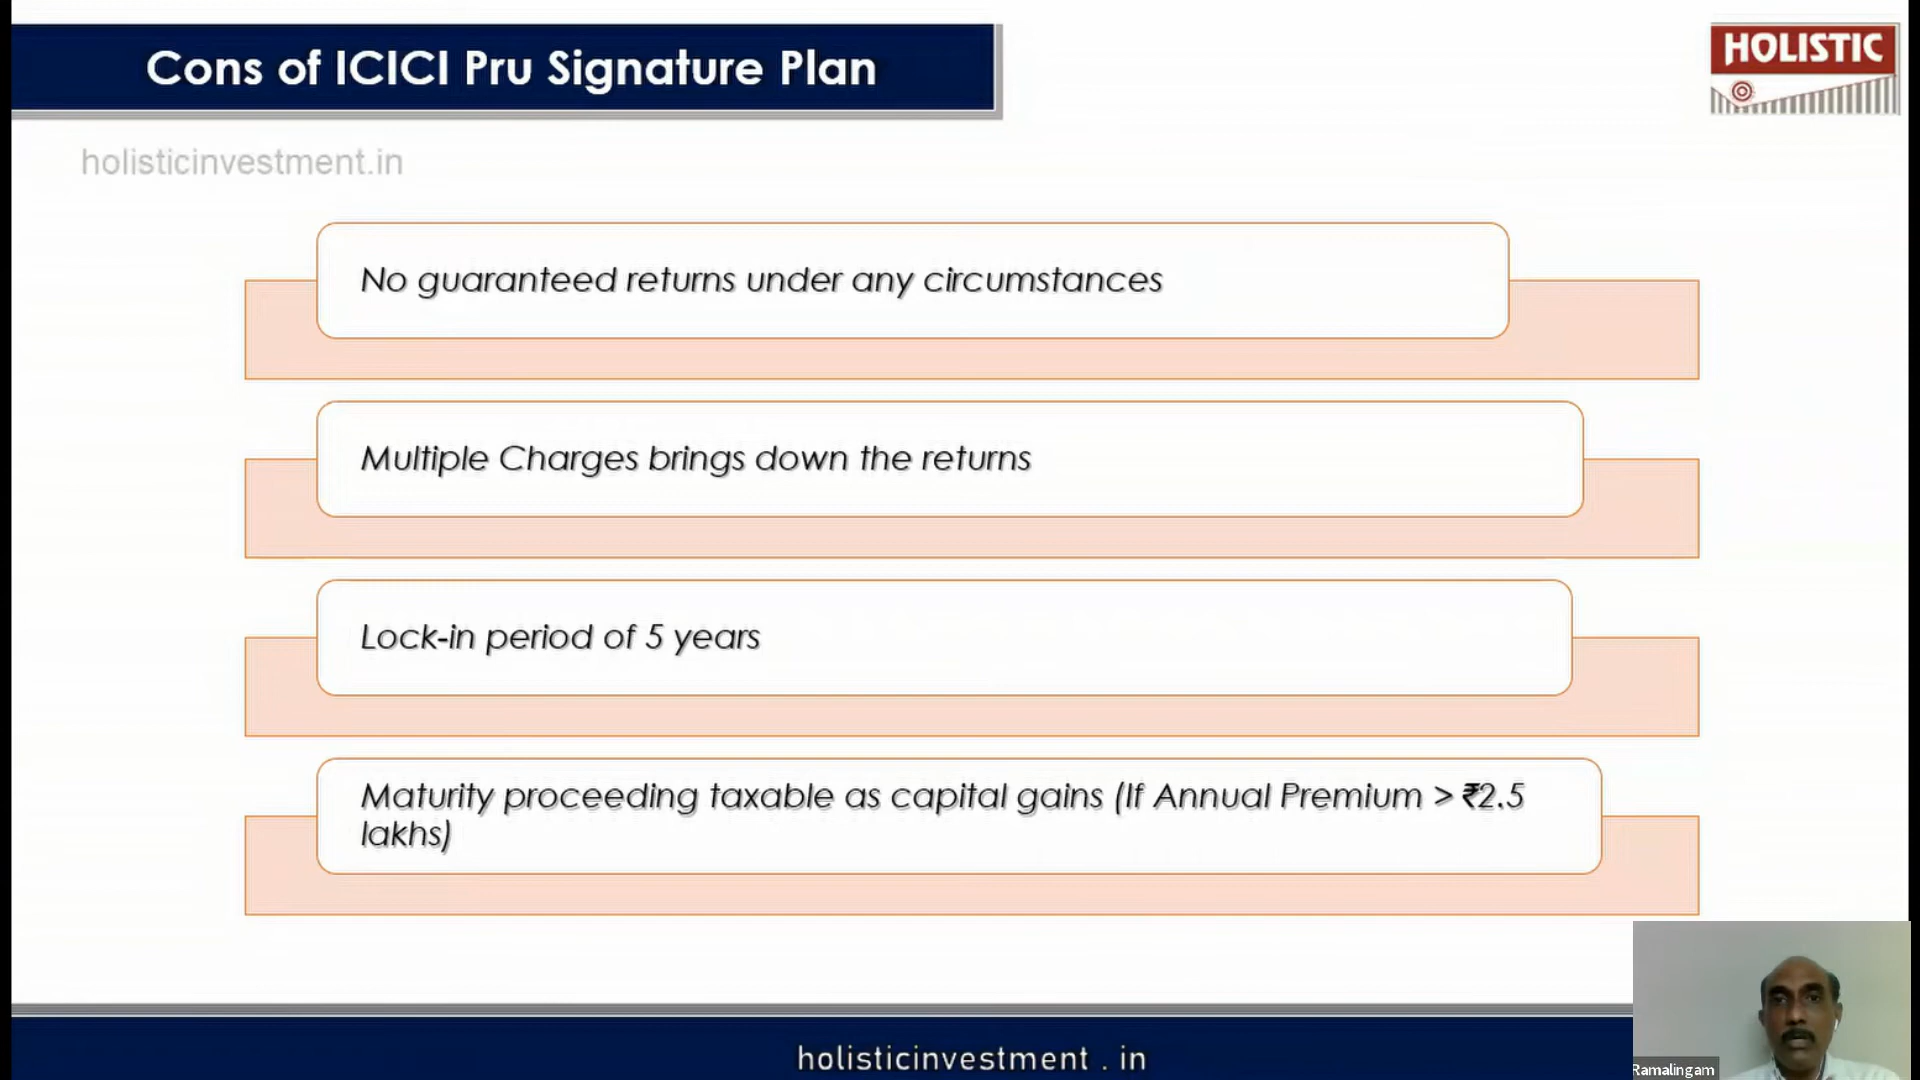 Cons of ICICI Pru Signature Plan
HOLISTIC
holisticinvestment.in
No guaranteed returns under any circumstances
Multiple Charges brings down the returns
Lock-in period of 5 years
Maturity proceeding taxable as capital gains (If Annual Premium > ₹2.5
lakhs)
holisticinvestment . in
Ramalingam